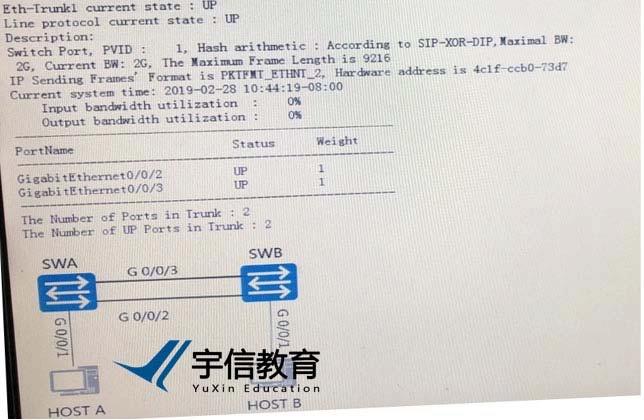 Eth-Trunk1 current state : UP
Line protocol current state : UP
Description:
Switch Port, PVID :    1, Hash arithmetic : According to SIP-XOR-DIP,Maximal BW:
2G, Current BW: 2G, The Maximum Frame Length is 9216
IP Sending Frames' Format is PKTFMT_ETHNT_2, Hardware address is 4c1f-ccb0-73d7
Current system time: 2019-02-28 10:44:19-08:00
Input bandwidth utilization  :    0%
Output bandwidth utilization :    0%
PortName    Status    Weight
GigabitEthernet0/0/2    UP    1
GigabitEthernet0/0/3    UP    1
The Number of Ports in Trunk : 2
The Number of UP Ports in Trunk : 2
SWA    SWB
G 0/0/3
G 0/0/2
G 0/0/1    G 0/0/1
宇信教育
YuXin Education
HOST A    HOST B